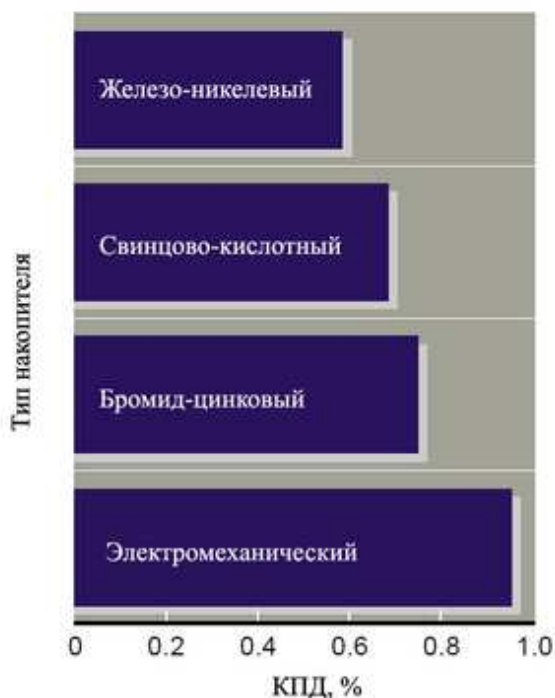 Железо-никелевый
Свинцово-кислотный
Бромид-цинковый
Электромеханический
Тип накопителя
0 0.2 0.4 0.6 0.8 1.0
КПД, %